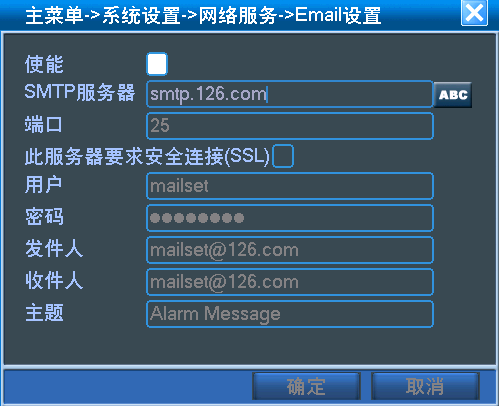 主菜单->系统设置->网络服务->Email设置
使能
SMTP服务器 smtp.126.com ABC
端口 25
此服务器要求安全连接(SSL)
用户 mailset
密码 ●●●●●●●●
发件人 mailset@126.com
收件人 mailset@126.com
主题 Alarm Message
确定 取消